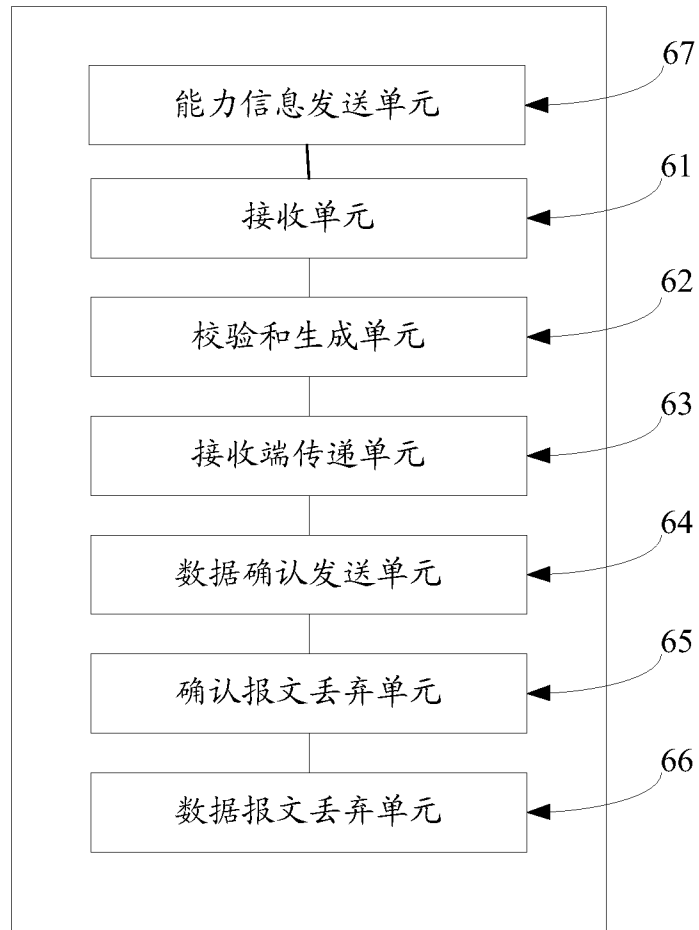 67
能力信息发送单元
61
接收单元
62
校验和生成单元
63
接收端传递单元
64
数据确认发送单元
65
确认报文丢弃单元
66
数据报文丢弃单元